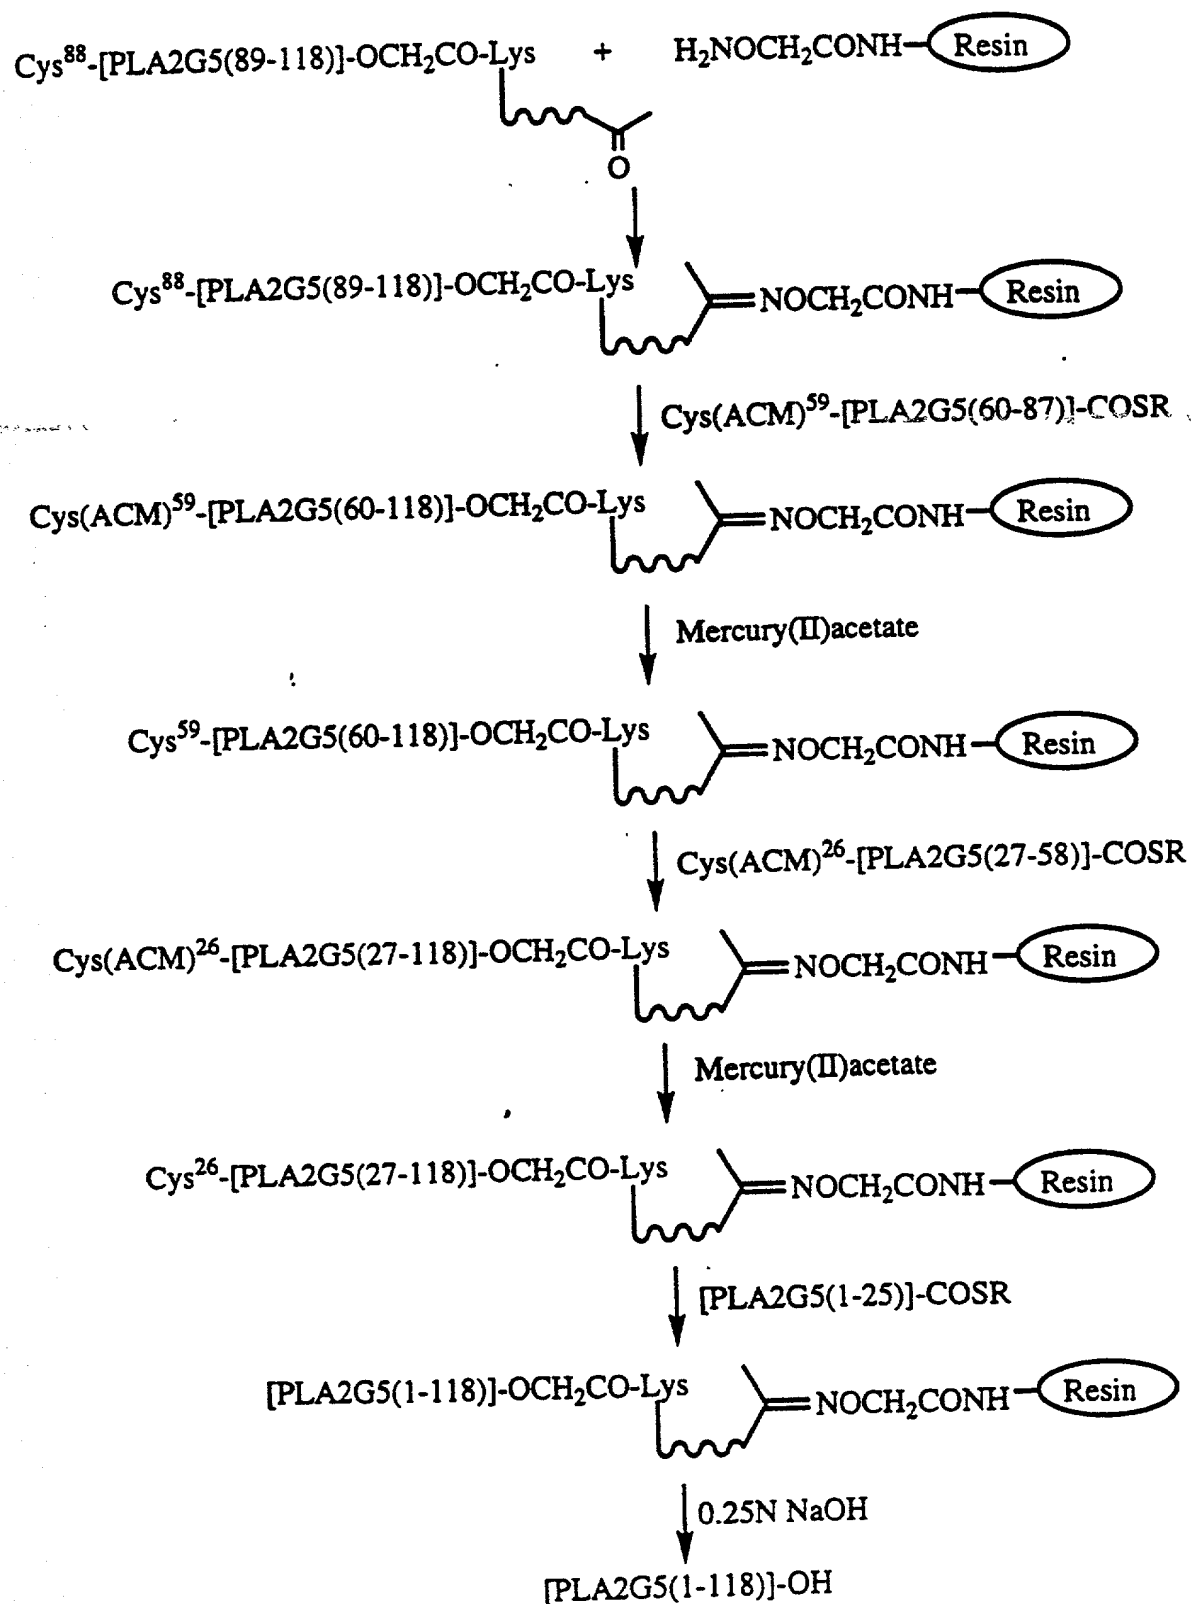 Cys⁸⁸-[PLA2G5(89-118)]-OCH₂CO-Lys + H₂NOCH₂CONH-Resin
O
Cys⁸⁸-[PLA2G5(89-118)]-OCH₂CO-Lys =NOCH₂CONH-Resin
Cys(ACM)⁵⁹-[PLA2G5(60-87)]-COSR
Cys(ACM)⁵⁹-[PLA2G5(60-118)]-OCH₂CO-Lys =NOCH₂CONH-Resin
Mercury(II)acetate
Cys⁵⁹-[PLA2G5(60-118)]-OCH₂CO-Lys =NOCH₂CONH-Resin
Cys(ACM)²⁶-[PLA2G5(27-58)]-COSR
Cys(ACM)²⁶-[PLA2G5(27-118)]-OCH₂CO-Lys =NOCH₂CONH-Resin
Mercury(II)acetate
Cys²⁶-[PLA2G5(27-118)]-OCH₂CO-Lys =NOCH₂CONH-Resin
[PLA2G5(1-25)]-COSR
[PLA2G5(1-118)]-OCH₂CO-Lys =NOCH₂CONH-Resin
0.25N NaOH
[PLA2G5(1-118)]-OH